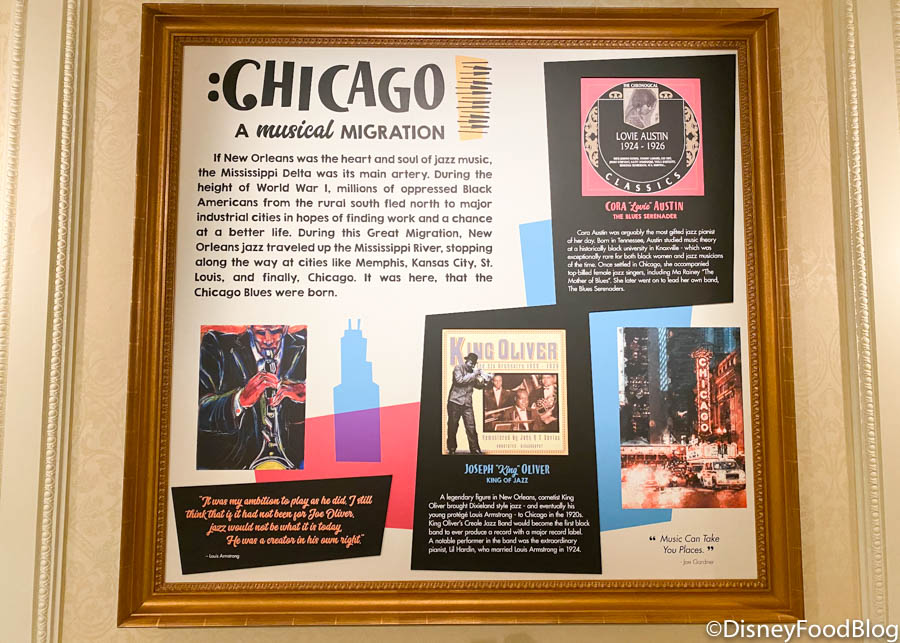 :CHICAGO
A musical MIGRATION
If New Orleans was the heart and soul of jazz music,
the Mississippi Delta was its main artery. During the
height of World War I, millions of oppressed Black
Americans from the rural south fled north to major
industrial cities in hopes of finding work and a chance
at a better life. During this Great Migration, New
Orleans jazz traveled up the Mississippi River, stopping
along the way at cities like Memphis, Kansas City, St.
Louis, and finally, Chicago. It was here, that the
Chicago Blues were born.
"It was my ambition to play as he did. I still
think that if it had not been for Joe Oliver,
jazz would not be what it is today.
He was a creator in his own right."
– Louis Armstrong
THE CHRONOLOGICAL
LOVIE AUSTIN
1924 - 1926
CLASSICS
CORA "Lovie" AUSTIN
THE BLUES SERENADER
Cora Austin was arguably the most gifted jazz pianist
of her day. Born in Tennessee, Austin studied music theory
at a historically black university in Knoxville - which was
exceptionally rare for both black women and jazz musicians
of the time. Once settled in Chicago, she accompanied
top-billed female jazz singers, including Ma Rainey "The
Mother of Blues". She later went on to lead her own band,
The Blues Serenaders.
KING OLIVER
JOSEPH "King" OLIVER
KING OF JAZZ
A legendary figure in New Orleans, cornetist King
Oliver brought Dixieland style jazz - and eventually his
young protégé Louis Armstrong - to Chicago in the 1920s.
King Oliver's Creole Jazz Band would become the first black
band to ever produce a record with a major record label.
A notable performer in the band was the extraordinary
pianist, Lil Hardin, who married Louis Armstrong in 1924.
CHICAGO
" Music Can Take
You Places. "
- Jon Gardner
©DisneyFoodBlog